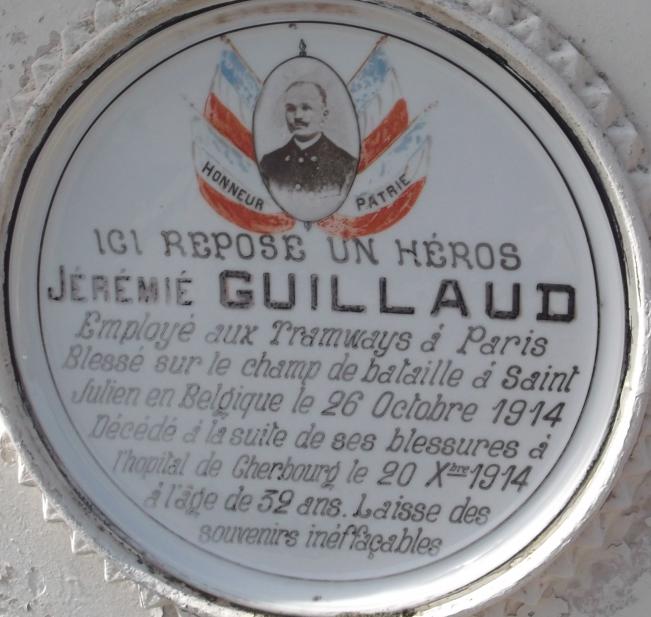 HONNEUR PATRIE
ICI REPOSE UN HÉROS
JÉRÉMIÉ GUILLAUD
Employé aux Tramways à Paris
Blessé sur le champ de bataille à Saint
Julien en Belgique le 26 Octobre 1914
Décédé à la suite de ses blessures à
l'hopital de Cherbourg le 20 Xbre 1914
à l'âge de 32 ans. Laisse des
souvenirs inéffaçables